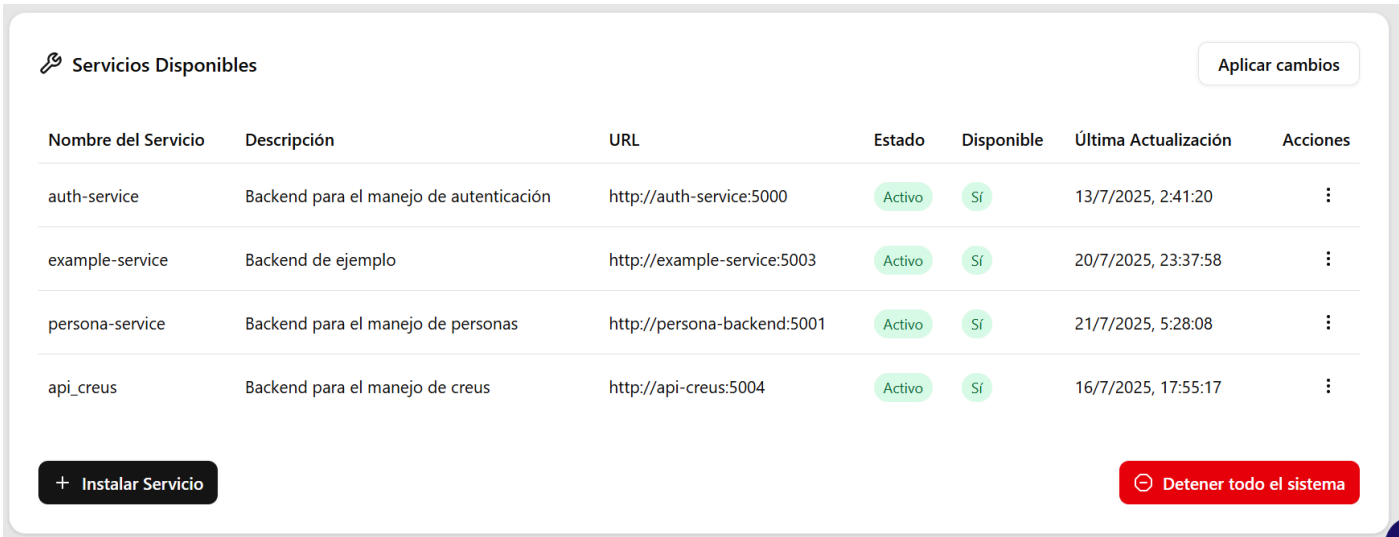 Servicios Disponibles
Aplicar cambios
Nombre del Servicio Descripción URL Estado Disponible Última Actualización Acciones
auth-service Backend para el manejo de autenticación http://auth-service:5000 Activo Sí 13/7/2025, 2:41:20
example-service Backend de ejemplo http://example-service:5003 Activo Sí 20/7/2025, 23:37:58
persona-service Backend para el manejo de personas http://persona-backend:5001 Activo Sí 21/7/2025, 5:28:08
api_creus Backend para el manejo de creus http://api-creus:5004 Activo Sí 16/7/2025, 17:55:17
+ Instalar Servicio
Detener todo el sistema